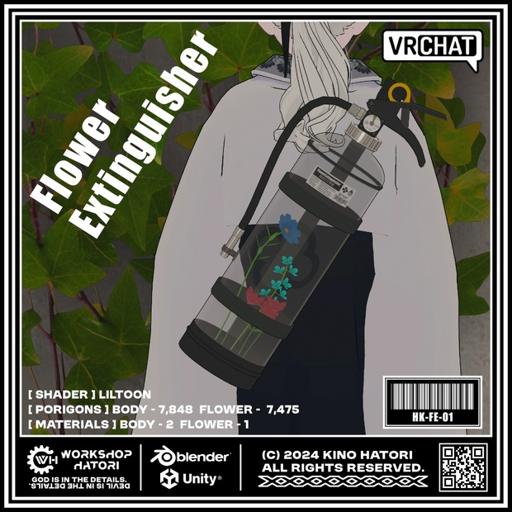 VRCHAT
Flower
Extinguisher
[ SHADER ] LILTOON
[ PORIGONS ] BODY - 7,848 FLOWER - 7,475
[ MATERIALS ] BODY - 2 FLOWER - 1
HK-FE-01
WORKSHOP
HATORI
GOD IS IN THE DETAILS.
DEVIL IS IN THE DETAILS.
blender
Unity®
(C) 2024 KINO HATORI
ALL RIGHTS RESERVED.